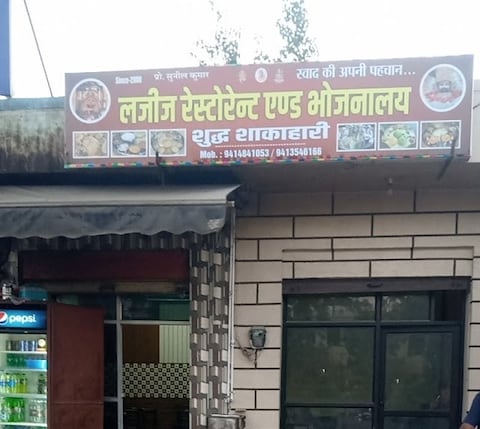 Since-2000 प्रो. सुनील कुमार स्वाद की अपनी पहचान...
लजीज रेस्टोरेन्ट एण्ड भोजनालय
शुद्ध शाकाहारी
Mob. : 9414841053 / 9413540166
pepsi